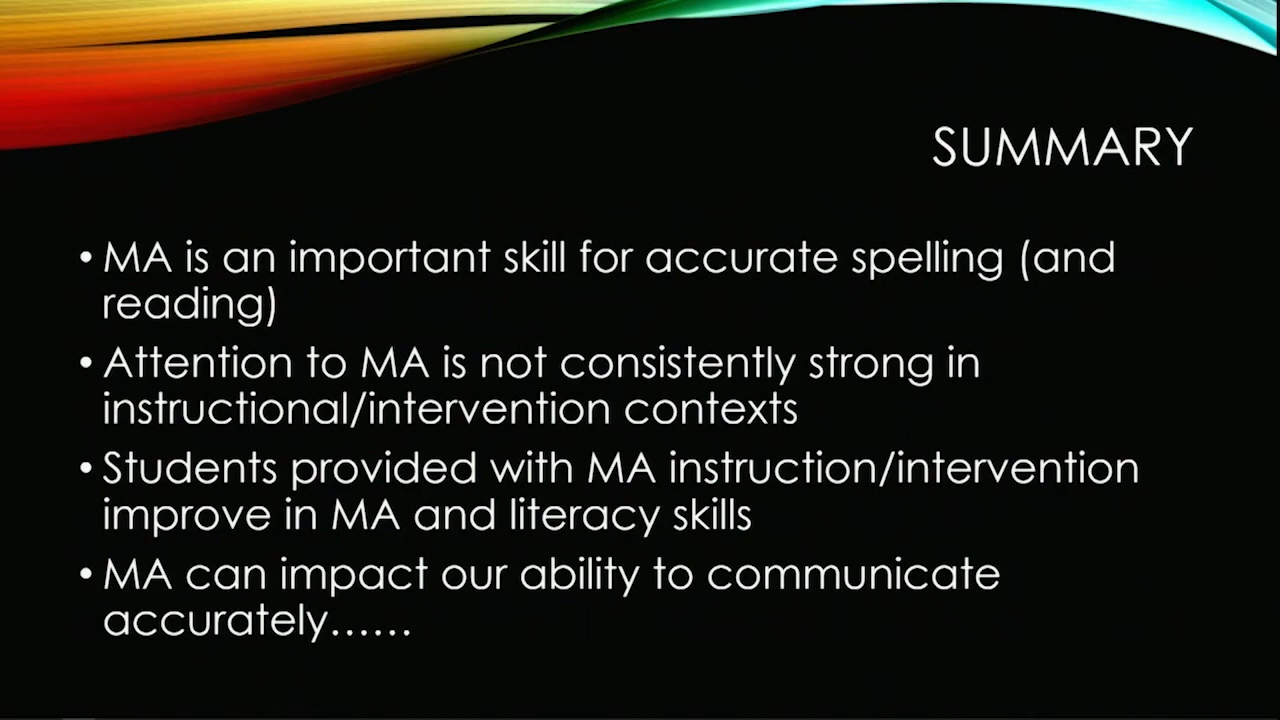 SUMMARY
• MA is an important skill for accurate spelling (and
reading)
• Attention to MA is not consistently strong in
instructional/intervention contexts
• Students provided with MA instruction/intervention
improve in MA and literacy skills
• MA can impact our ability to communicate
accurately......